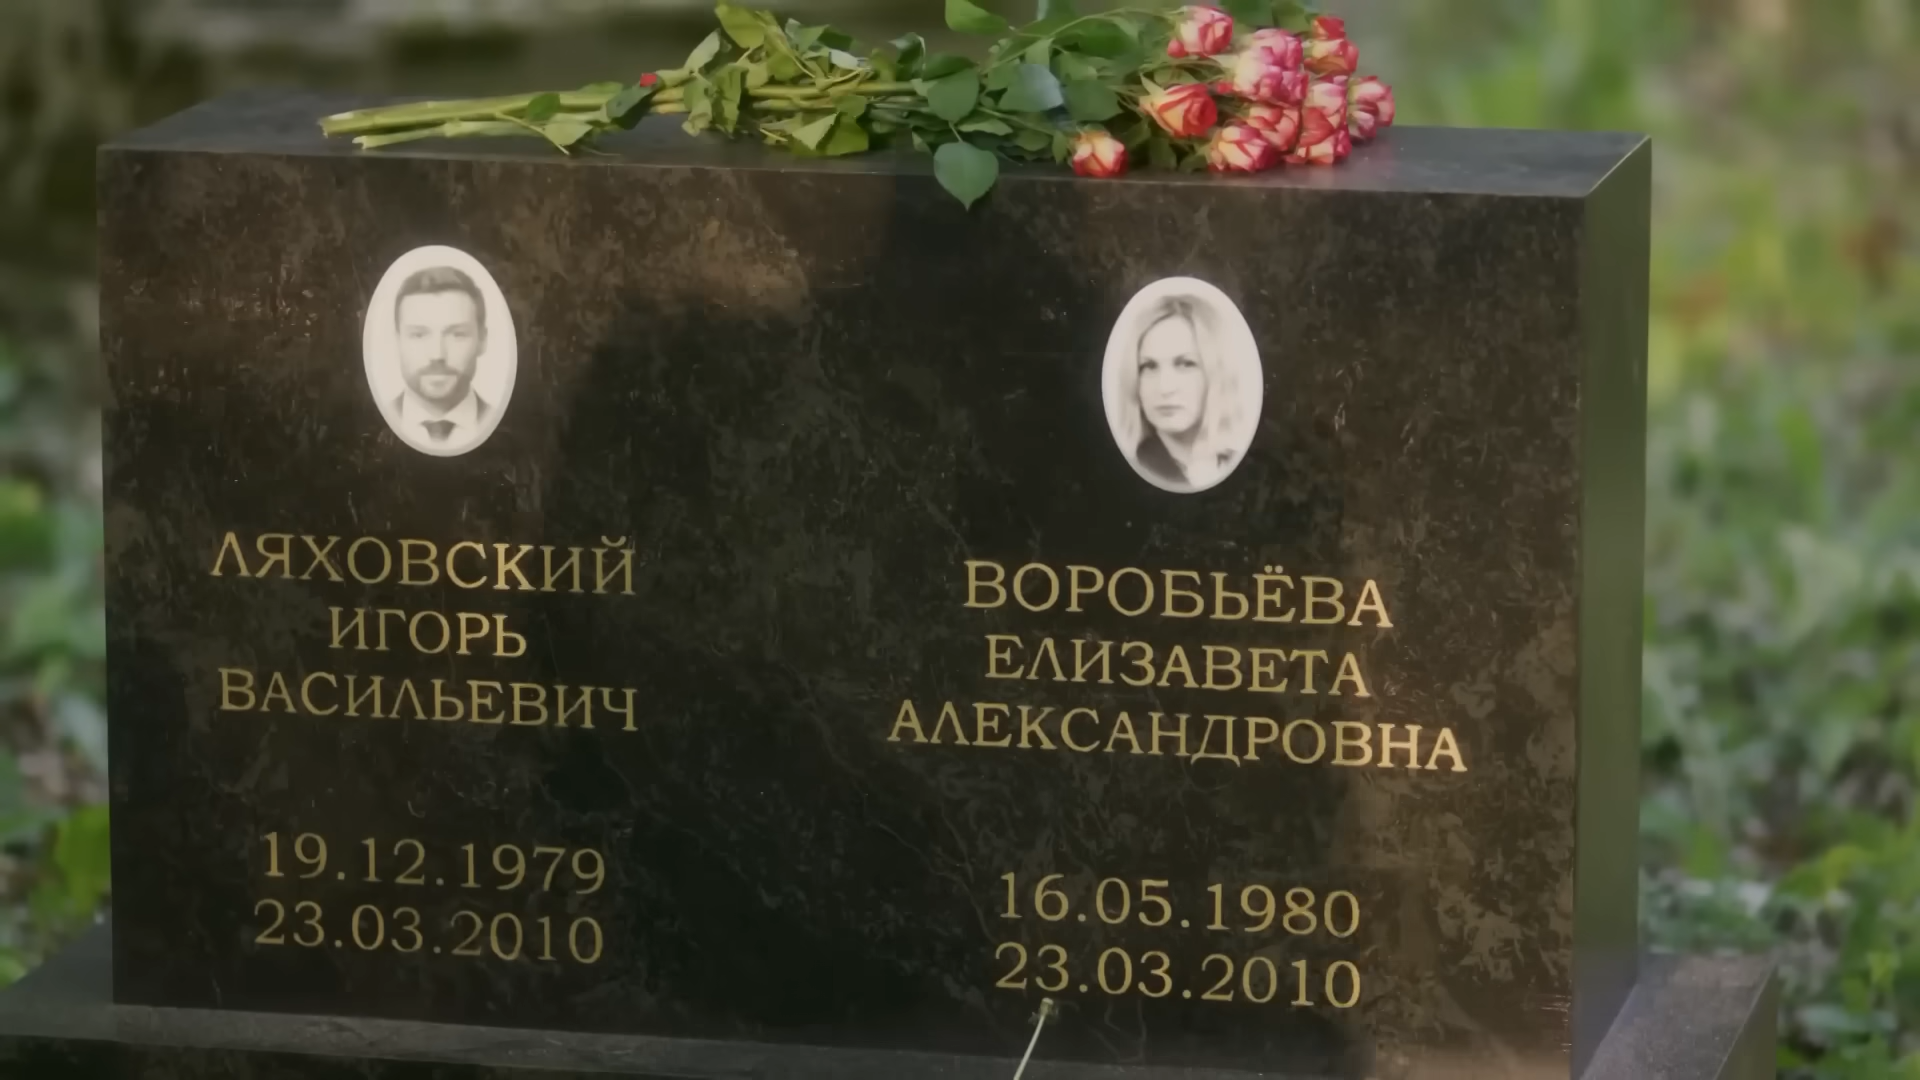 ЛЯХОВСКИЙ
ИГОРЬ
ВАСИЛЬЕВИЧ
19.12.1979
23.03.2010
ВОРОБЬЁВА
ЕЛИЗАВЕТА
АЛЕКСАНДРОВНА
16.05.1980
23.03.2010